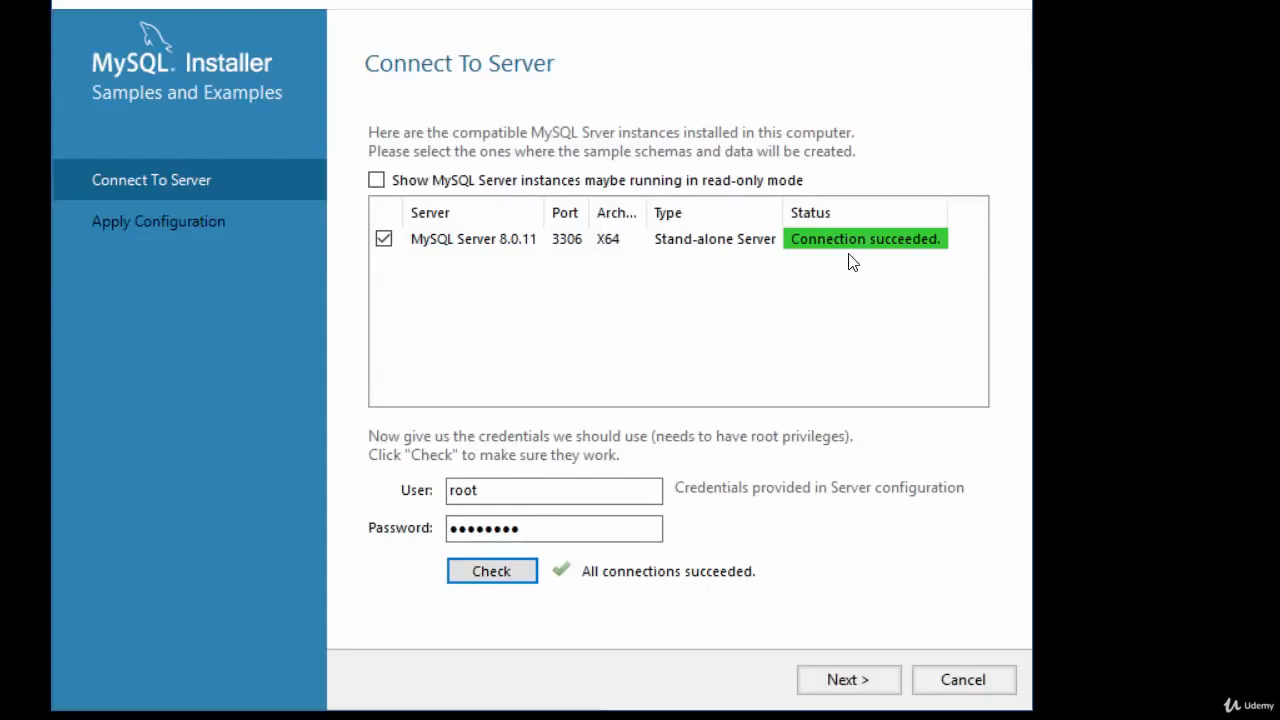 MySQL. Installer
Samples and Examples
Connect To Server
Apply Configuration
Connect To Server
Here are the compatible MySQL Srver instances installed in this computer.
Please select the ones where the sample schemas and data will be created.
Show MySQL Server instances maybe running in read-only mode
Server Port Arch... Type Status
MySQL Server 8.0.11 3306 X64 Stand-alone Server Connection succeeded.
Now give us the credentials we should use (needs to have root privileges).
Click "Check" to make sure they work.
User: root Credentials provided in Server configuration
Password: ●●●●●●●●
Check All connections succeeded.
Next > Cancel
Udemy